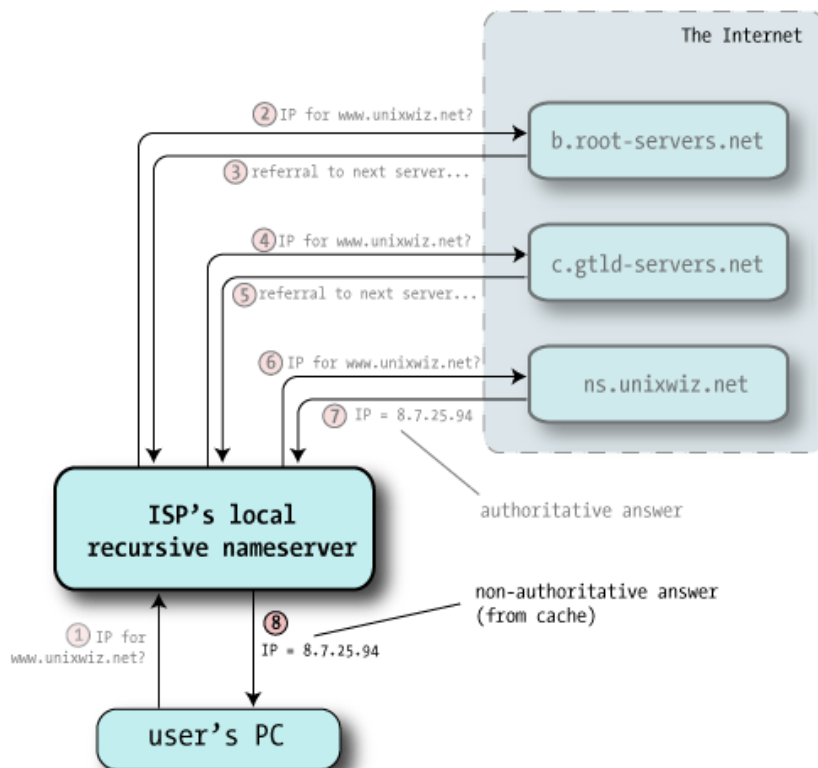 The Internet
2 IP for www.unixwiz.net?
b.root-servers.net
3 referral to next server...
4 IP for www.unixwiz.net?
c.gtld-servers.net
5 referral to next server...
6 IP for www.unixwiz.net?
ns.unixwiz.net
7 IP = 8.7.25.94
authoritative answer
ISP's local
recursive nameserver
non-authoritative answer
(from cache)
8
IP = 8.7.25.94
1 IP for
www.unixwiz.net?
user's PC